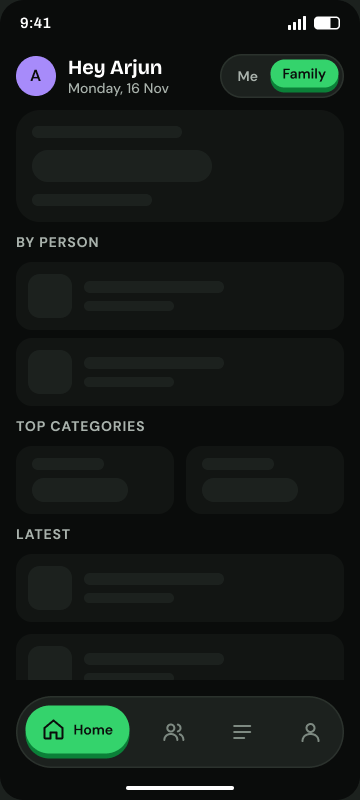 9:41
A
Hey Arjun
Monday, 16 Nov
Me
Family
BY PERSON
TOP CATEGORIES
LATEST
Home